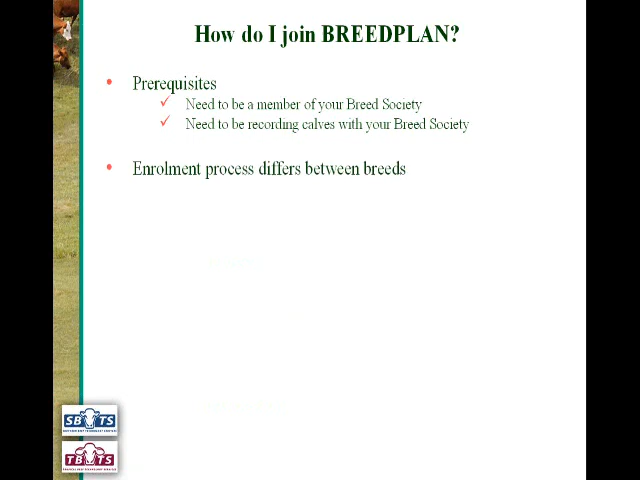 How do I join BREEDPLAN?
Prerequisites
Need to be a member of your Breed Society
Need to be recording calves with your Breed Society
Enrolment process differs between breeds
SBTS
TBTS